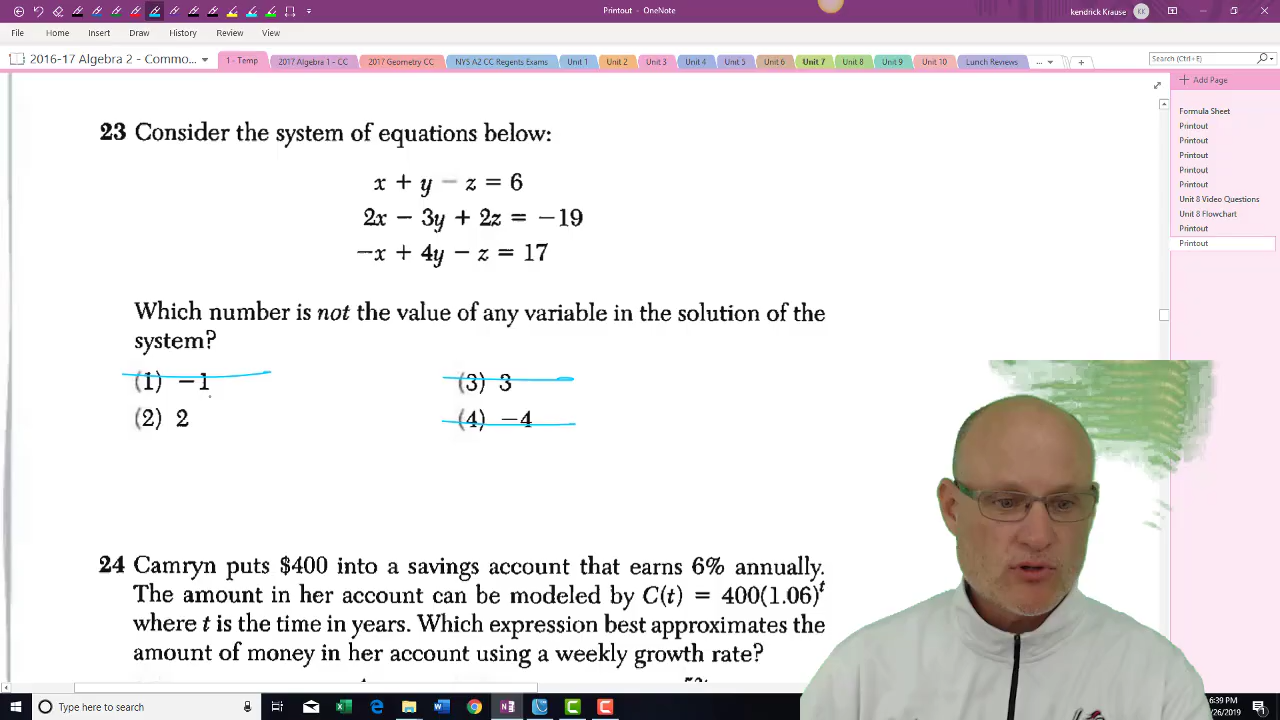 Printout - OneNote
kendrick Krause
KK
File Home Insert Draw History Review View
2016-17 Algebra 2 - Commo...
1 - Temp
2017 Algebra 1 - CC
2017 Geometry CC
NYS A2 CC Regents Exams
Unit 1
Unit 2
Unit 3
Unit 4
Unit 5
Unit 6
Unit 7
Unit 8
Unit 9
Unit 10
Lunch Reviews
...
Search (Ctrl+E)
Add Page
Formula Sheet
Printout
Printout
Printout
Printout
Printout
Unit 8 Video Questions
Unit 8 Flowchart
Printout
Printout
23 Consider the system of equations below:
x + y − z = 6
2x − 3y + 2z = −19
−x + 4y − z = 17
Which number is not the value of any variable in the solution of the
system?
(1) −1 (3) 3
(2) 2 (4) −4
24 Camryn puts $400 into a savings account that earns 6% annually.
The amount in her account can be modeled by C(t) = 400(1.06)^t
where t is the time in years. Which expression best approximates the
amount of money in her account using a weekly growth rate?
Type here to search